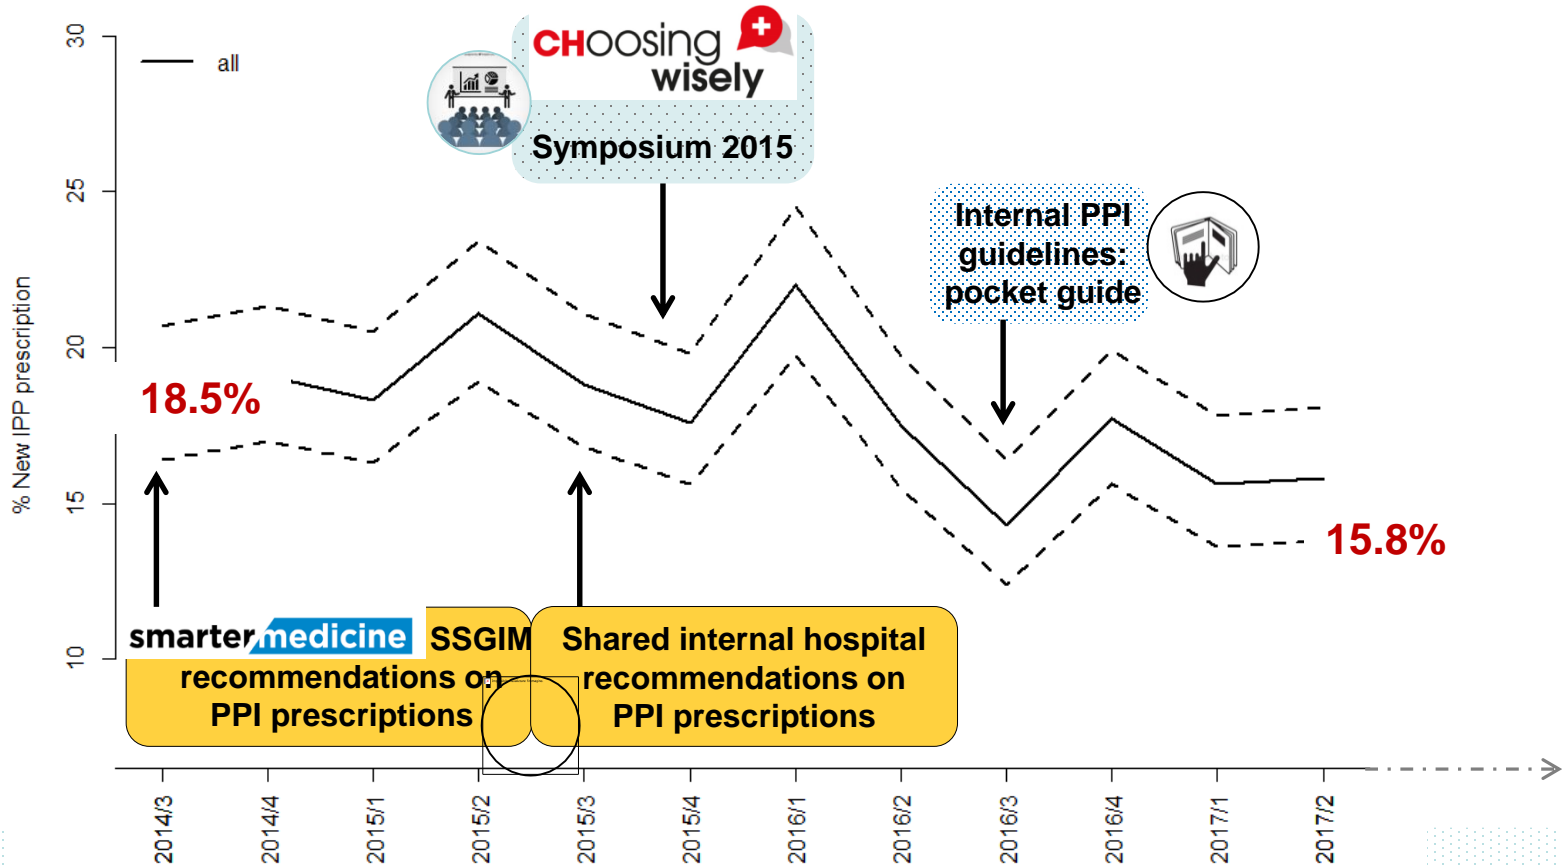 30
25
20
15
10
% New IPP prescription
all
CHoosing
wisely
Symposium 2015
Internal PPI
guidelines:
pocket guide
18.5%
15.8%
smartermedicine SSGIM
recommendations on
PPI prescriptions
Shared internal hospital
recommendations on
PPI prescriptions
2014/3
2014/4
2015/1
2015/2
2015/3
2015/4
2016/1
2016/2
2016/3
2016/4
2017/1
2017/2